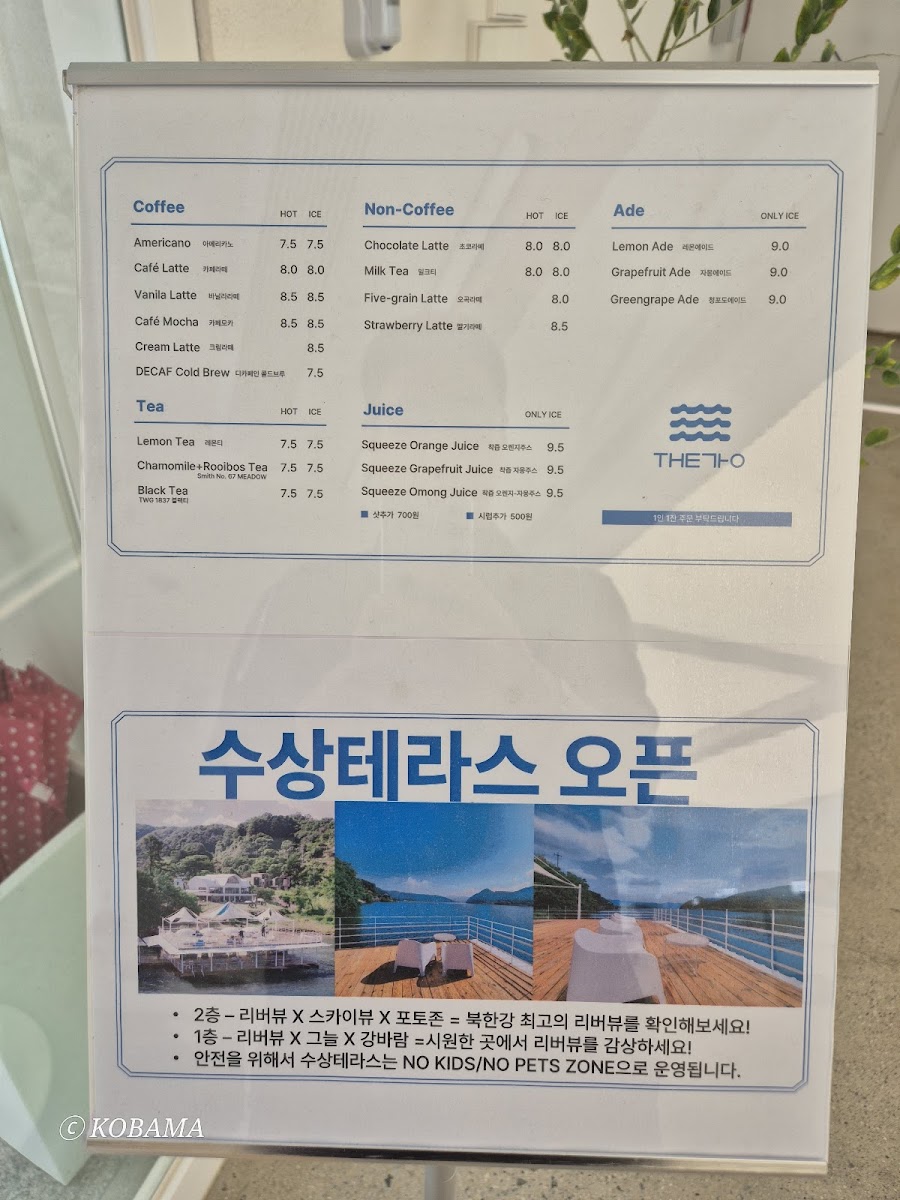 Coffee HOT ICE
Americano 아메리카노 7.5 7.5
Café Latte 카페라떼 8.0 8.0
Vanila Latte 바닐라라떼 8.5 8.5
Café Mocha 카페모카 8.5 8.5
Cream Latte 크림라떼 8.5
DECAF Cold Brew 디카페인 콜드브루 7.5
Tea HOT ICE
Lemon Tea 레몬티 7.5 7.5
Chamomile+Rooibos Tea 7.5 7.5
Smith No. 67 MEADOW
Black Tea 7.5 7.5
TWG 1837 블랙티
Non-Coffee HOT ICE
Chocolate Latte 초코라떼 8.0 8.0
Milk Tea 밀크티 8.0 8.0
Five-grain Latte 오곡라떼 8.0
Strawberry Latte 딸기라떼 8.5
Juice ONLY ICE
Squeeze Orange Juice 착즙 오렌지주스 9.5
Squeeze Grapefruit Juice 착즙 자몽주스 9.5
Squeeze Omong Juice 착즙 오렌지·자몽주스 9.5
샷추가 700원 시럽추가 500원
Ade ONLY ICE
Lemon Ade 레몬에이드 9.0
Grapefruit Ade 자몽에이드 9.0
Greengrape Ade 청포도에이드 9.0
THE가O
1인 1잔 주문 부탁드립니다
수상테라스 오픈
• 2층 – 리버뷰 X 스카이뷰 X 포토존 = 북한강 최고의 리버뷰를 확인해보세요!
• 1층 – 리버뷰 X 그늘 X 강바람 =시원한 곳에서 리버뷰를 감상하세요!
• 안전을 위해서 수상테라스는 NO KIDS/NO PETS ZONE으로 운영됩니다.
ⓒ KOBAMA